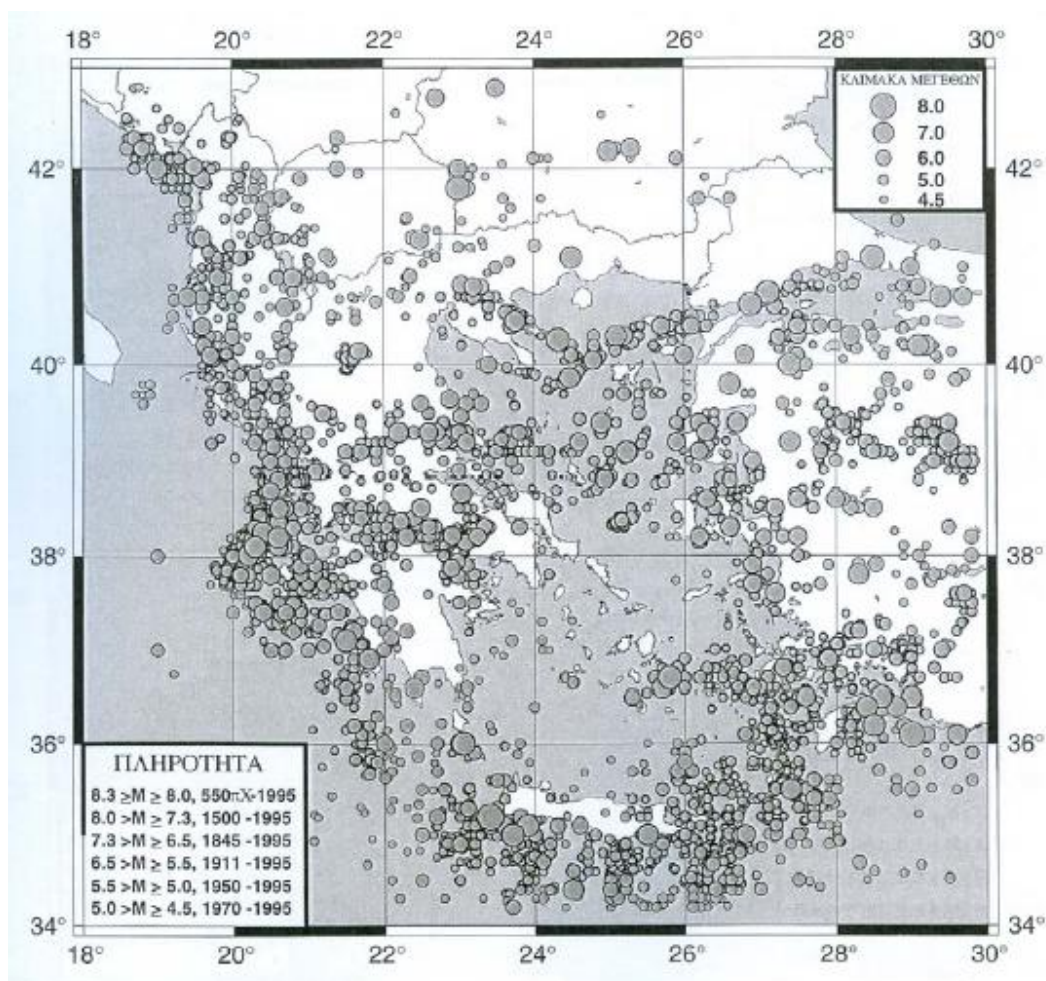 18° 20° 22° 24° 26° 28° 30°
ΚΛΙΜΑΚΑ ΜΕΓΕΘΩΝ
8.0
7.0
6.0
5.0
4.5
42° 42°
40° 40°
38° 38°
36° 36°
ΠΛΗΡΟΤΗΤΑ
8.3 ≥M ≥ 8.0, 550πΧ-1995
8.0 >M ≥ 7.3, 1500 -1995
7.3 >M ≥ 6.5, 1845 -1995
6.5 >M ≥ 5.5, 1911 -1995
5.5 >M ≥ 5.0, 1950 -1995
5.0 >M ≥ 4.5, 1970 -1995
34° 34°
18° 20° 22° 24° 26° 28° 30°